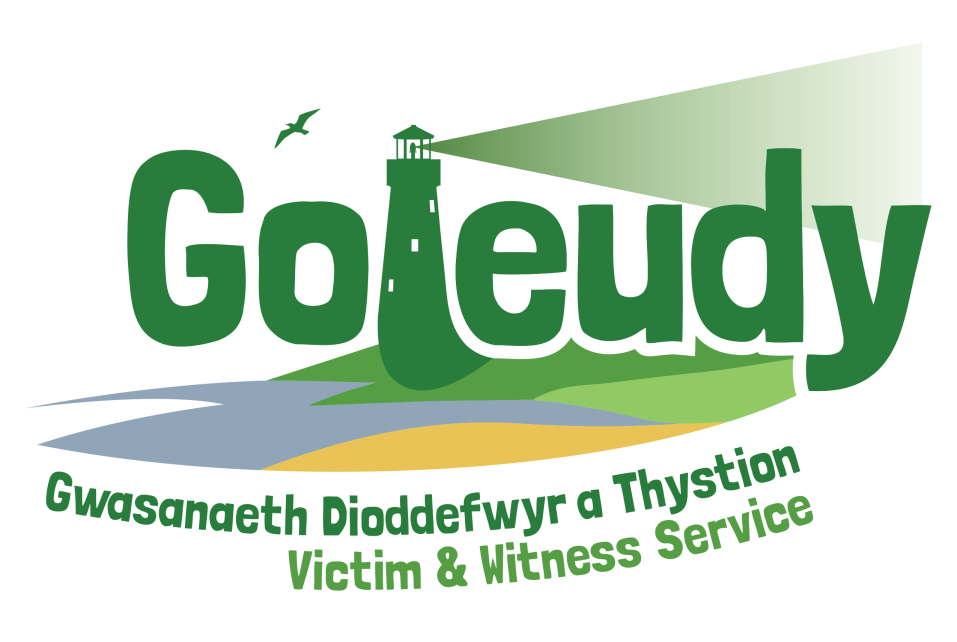 Goleudy
Gwasanaeth Dioddefwyr a Thystion
Victim & Witness Service